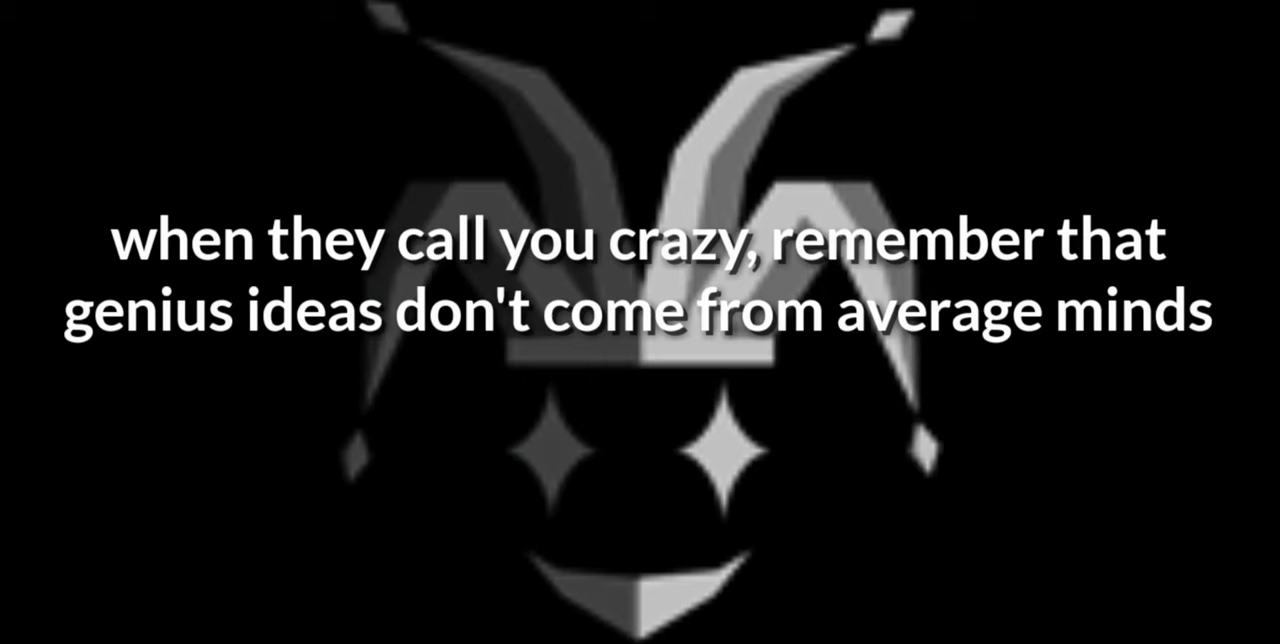 when they call you crazy, remember that
genius ideas don't come from average minds